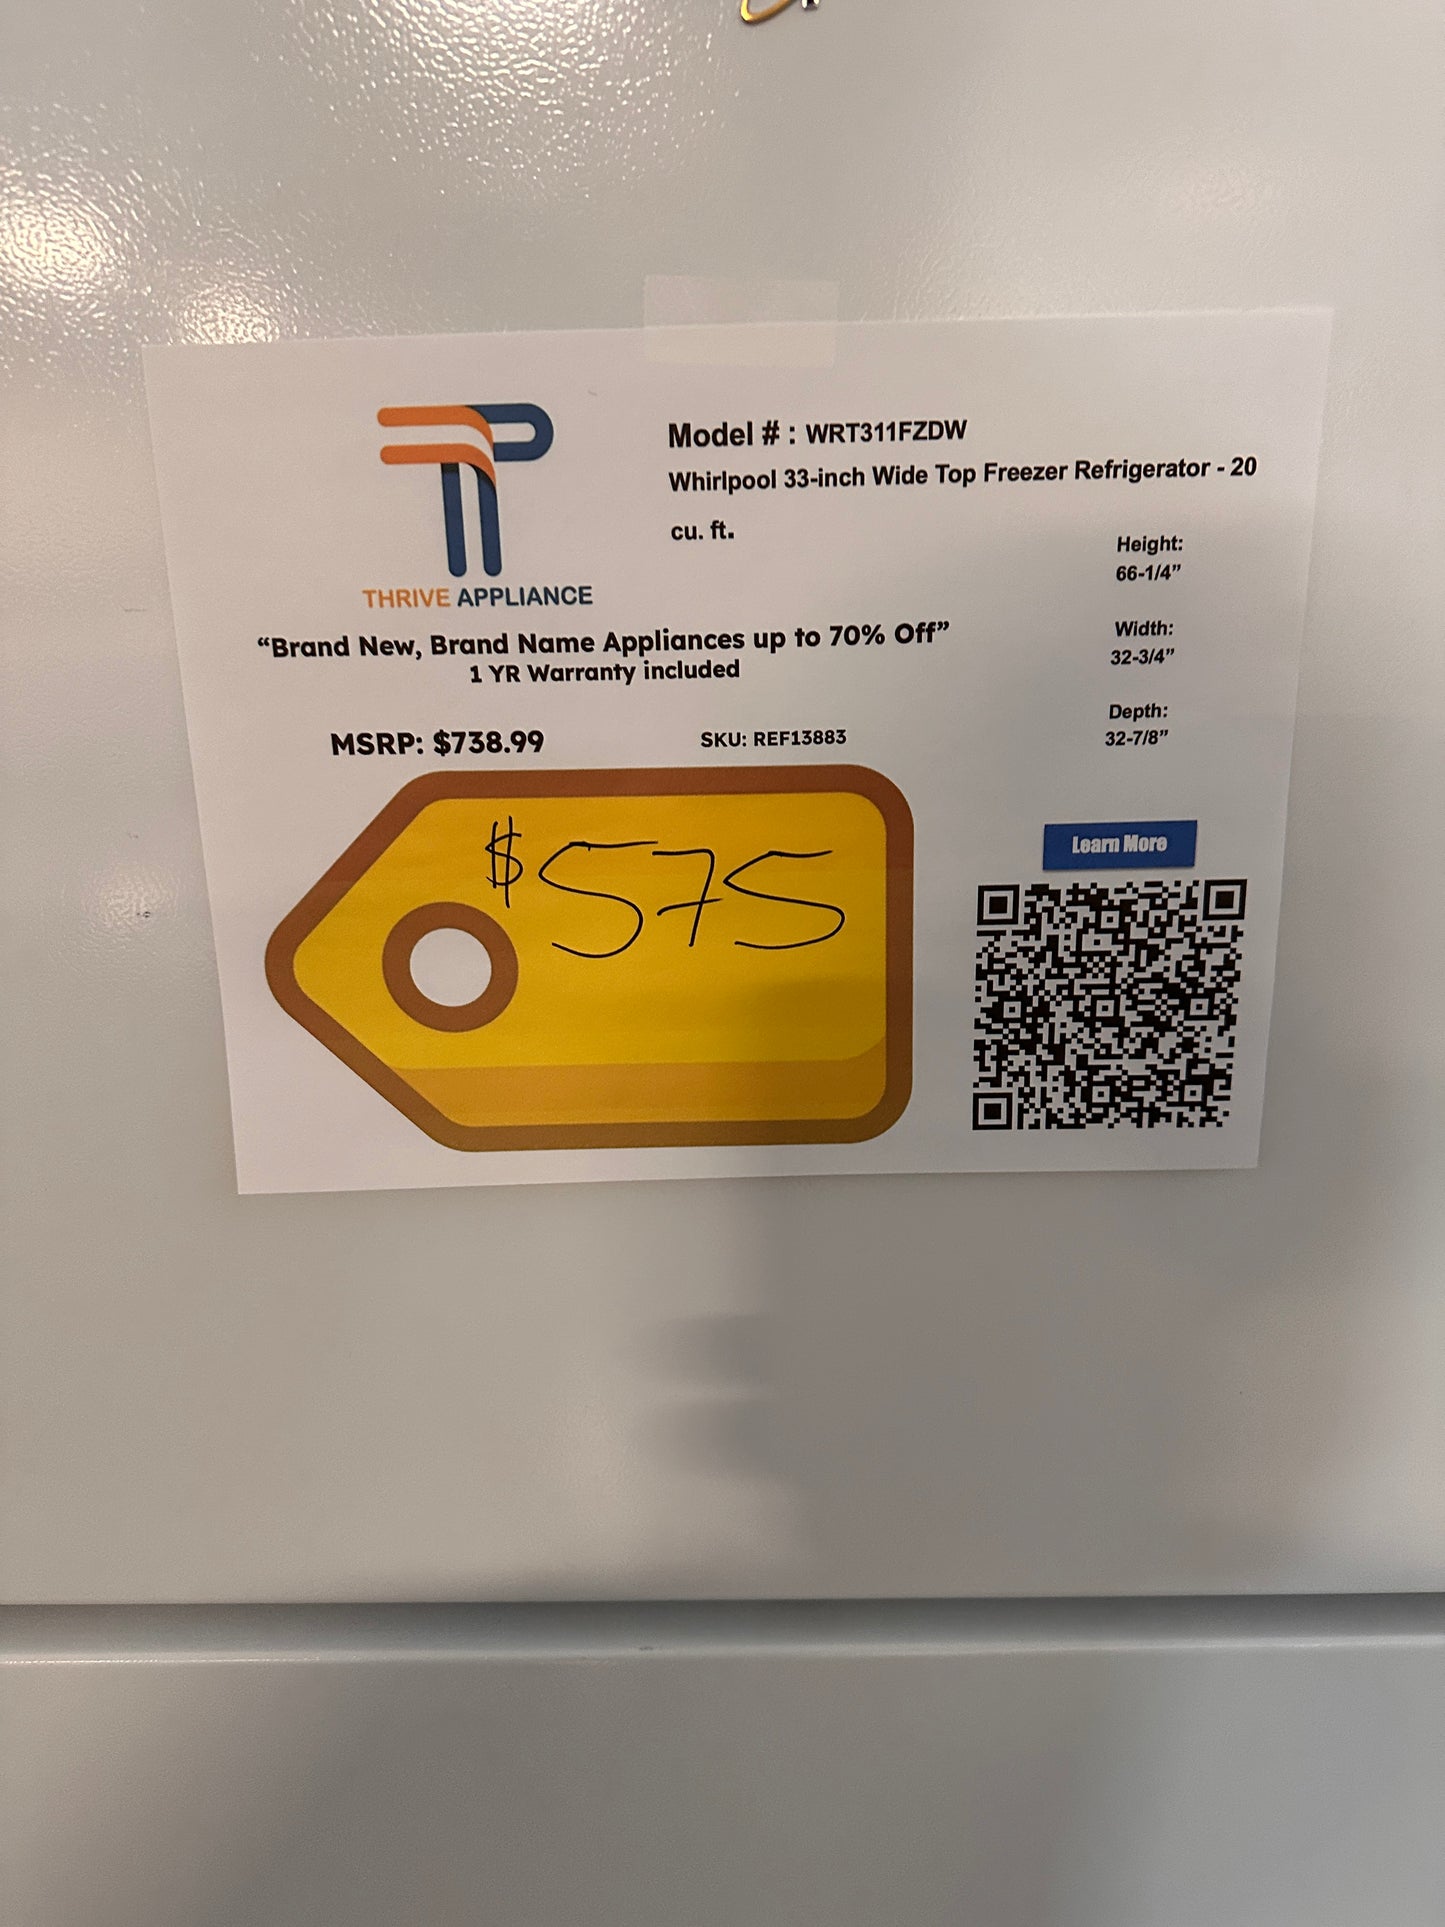 Model # : WRT311FZDW
Whirlpool 33-inch Wide Top Freezer Refrigerator - 20
cu. ft.
THRIVE APPLIANCE
“Brand New, Brand Name Appliances up to 70% Off”
1 YR Warranty included
Height:
66-1/4”
Width:
32-3/4”
Depth:
32-7/8”
MSRP: $738.99
SKU: REF13883
$575
Learn More